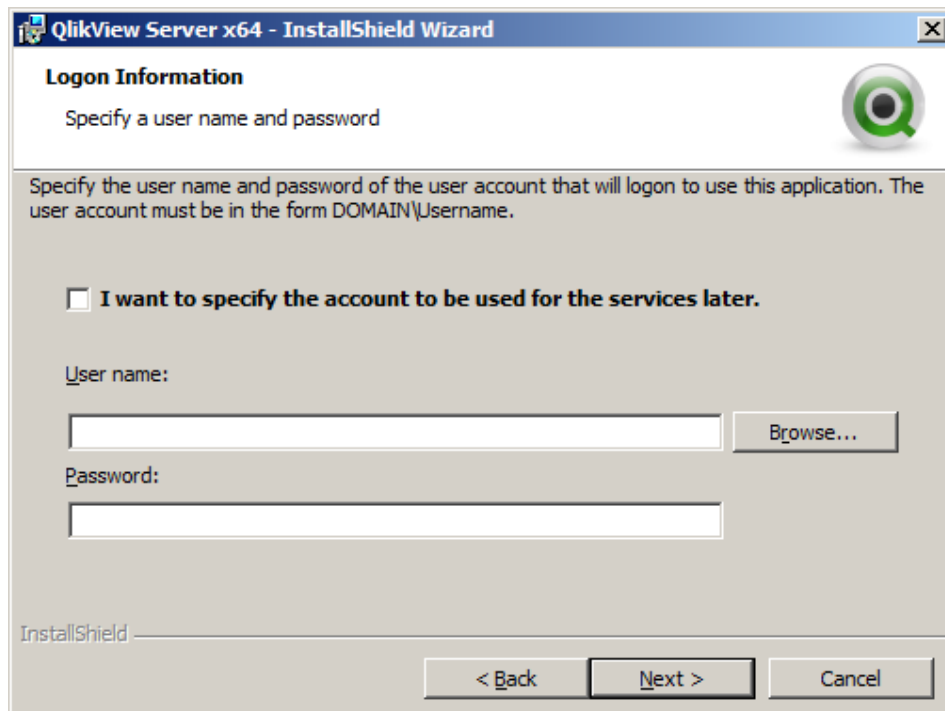 QlikView Server x64 - InstallShield Wizard
Logon Information
Specify a user name and password
Specify the user name and password of the user account that will logon to use this application. The
user account must be in the form DOMAIN\Username.
I want to specify the account to be used for the services later.
User name:
Browse...
Password:
InstallShield
< Back
Next >
Cancel